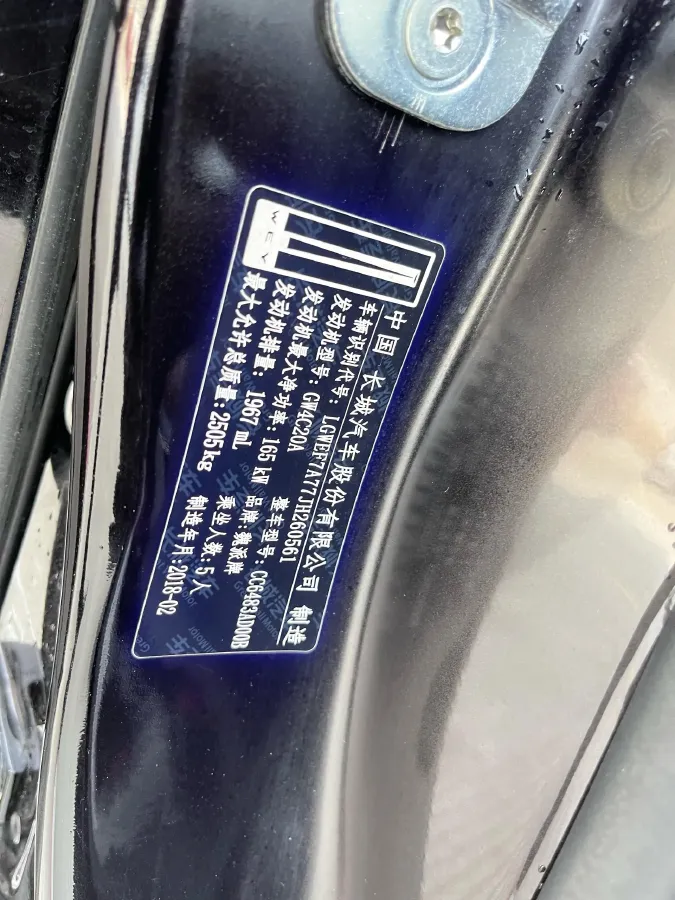 WEY
中国 长城汽车股份有限公司 制造
车辆识别代号: LGWEF7A77JH260561
发动机型号: GW4C20A 整车型号: CC6483AD00B
发动机最大净功率: 165 kW 品牌: 魏派牌
发动机排量: 1967 mL 乘坐人数: 5人
最大允许总质量: 2505kg 制造年月: 2018-02